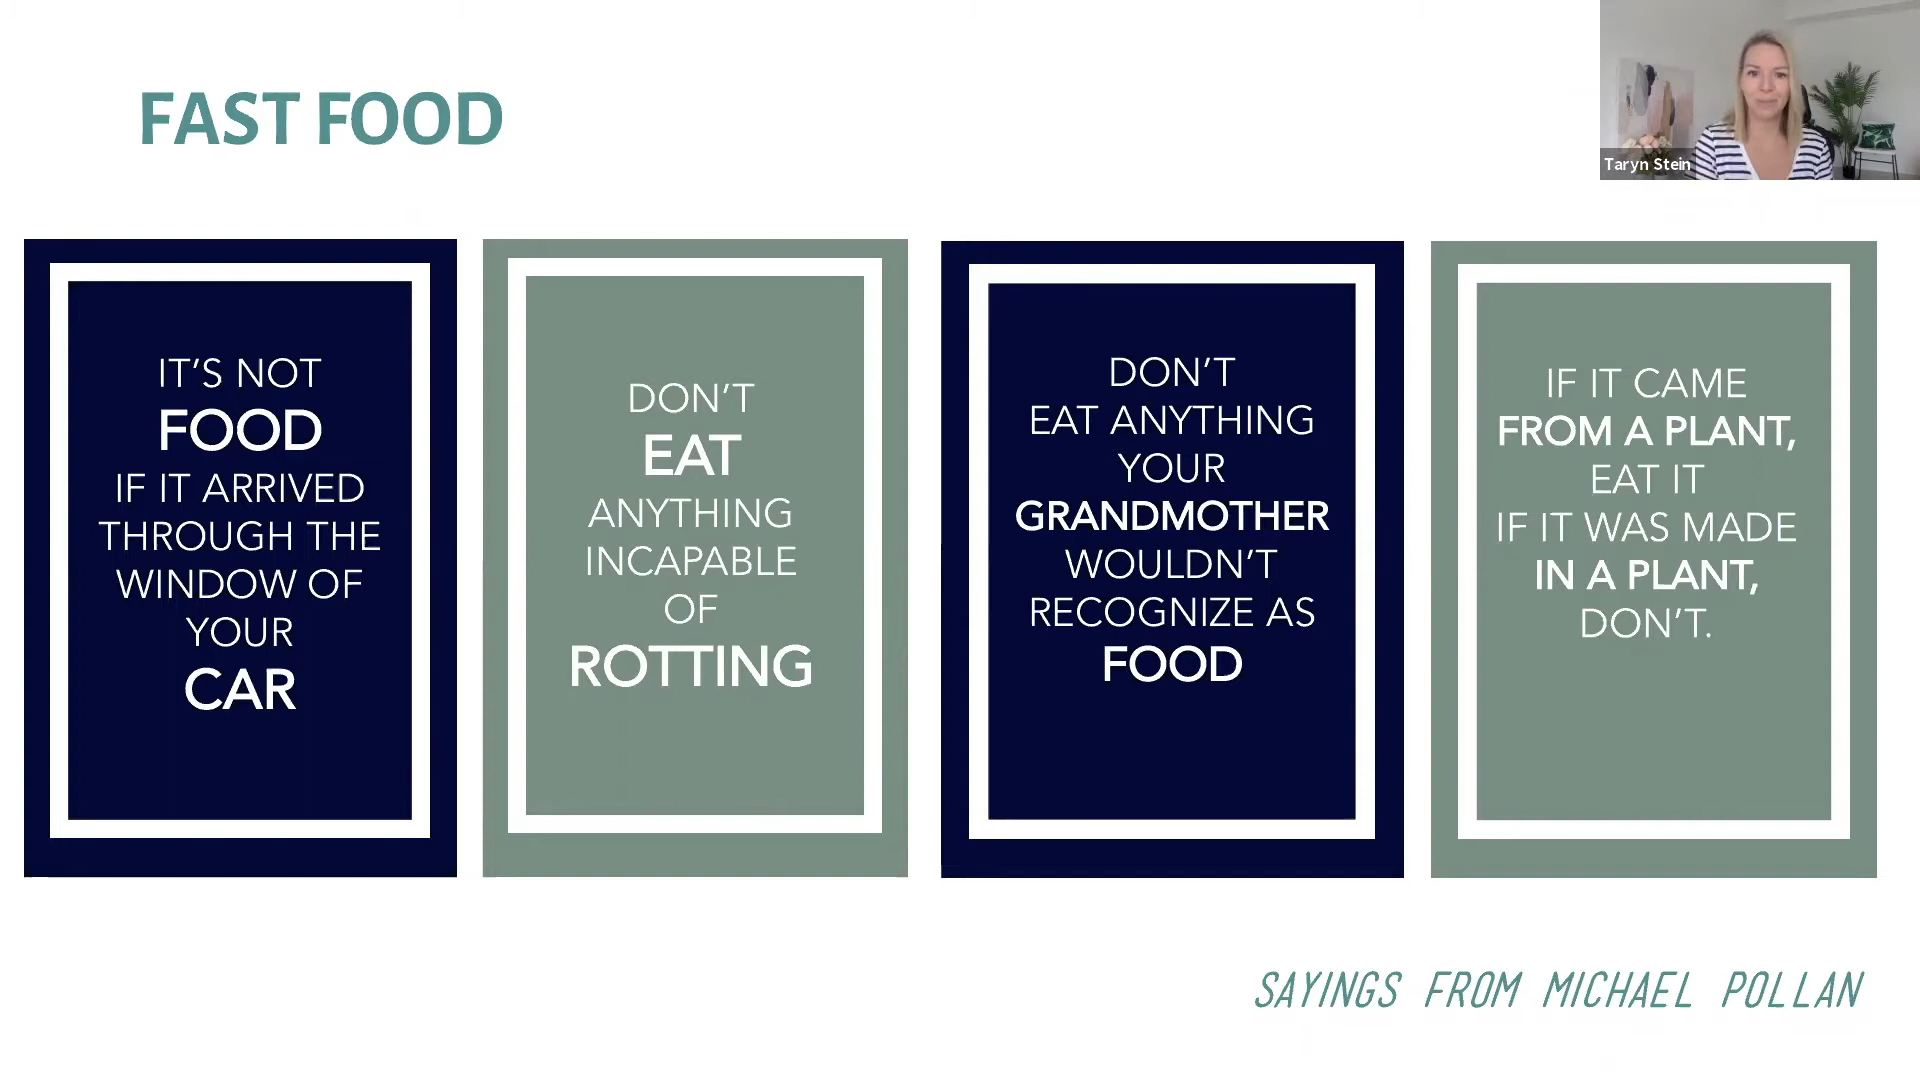 FAST FOOD
Taryn Stein
IT’S NOT
FOOD
IF IT ARRIVED
THROUGH THE
WINDOW OF
YOUR
CAR
DON’T
EAT
ANYTHING
INCAPABLE
OF
ROTTING
DON’T
EAT ANYTHING
YOUR
GRANDMOTHER
WOULDN’T
RECOGNIZE AS
FOOD
IF IT CAME
FROM A PLANT,
EAT IT
IF IT WAS MADE
IN A PLANT,
DON’T.
SAYINGS FROM MICHAEL POLLAN